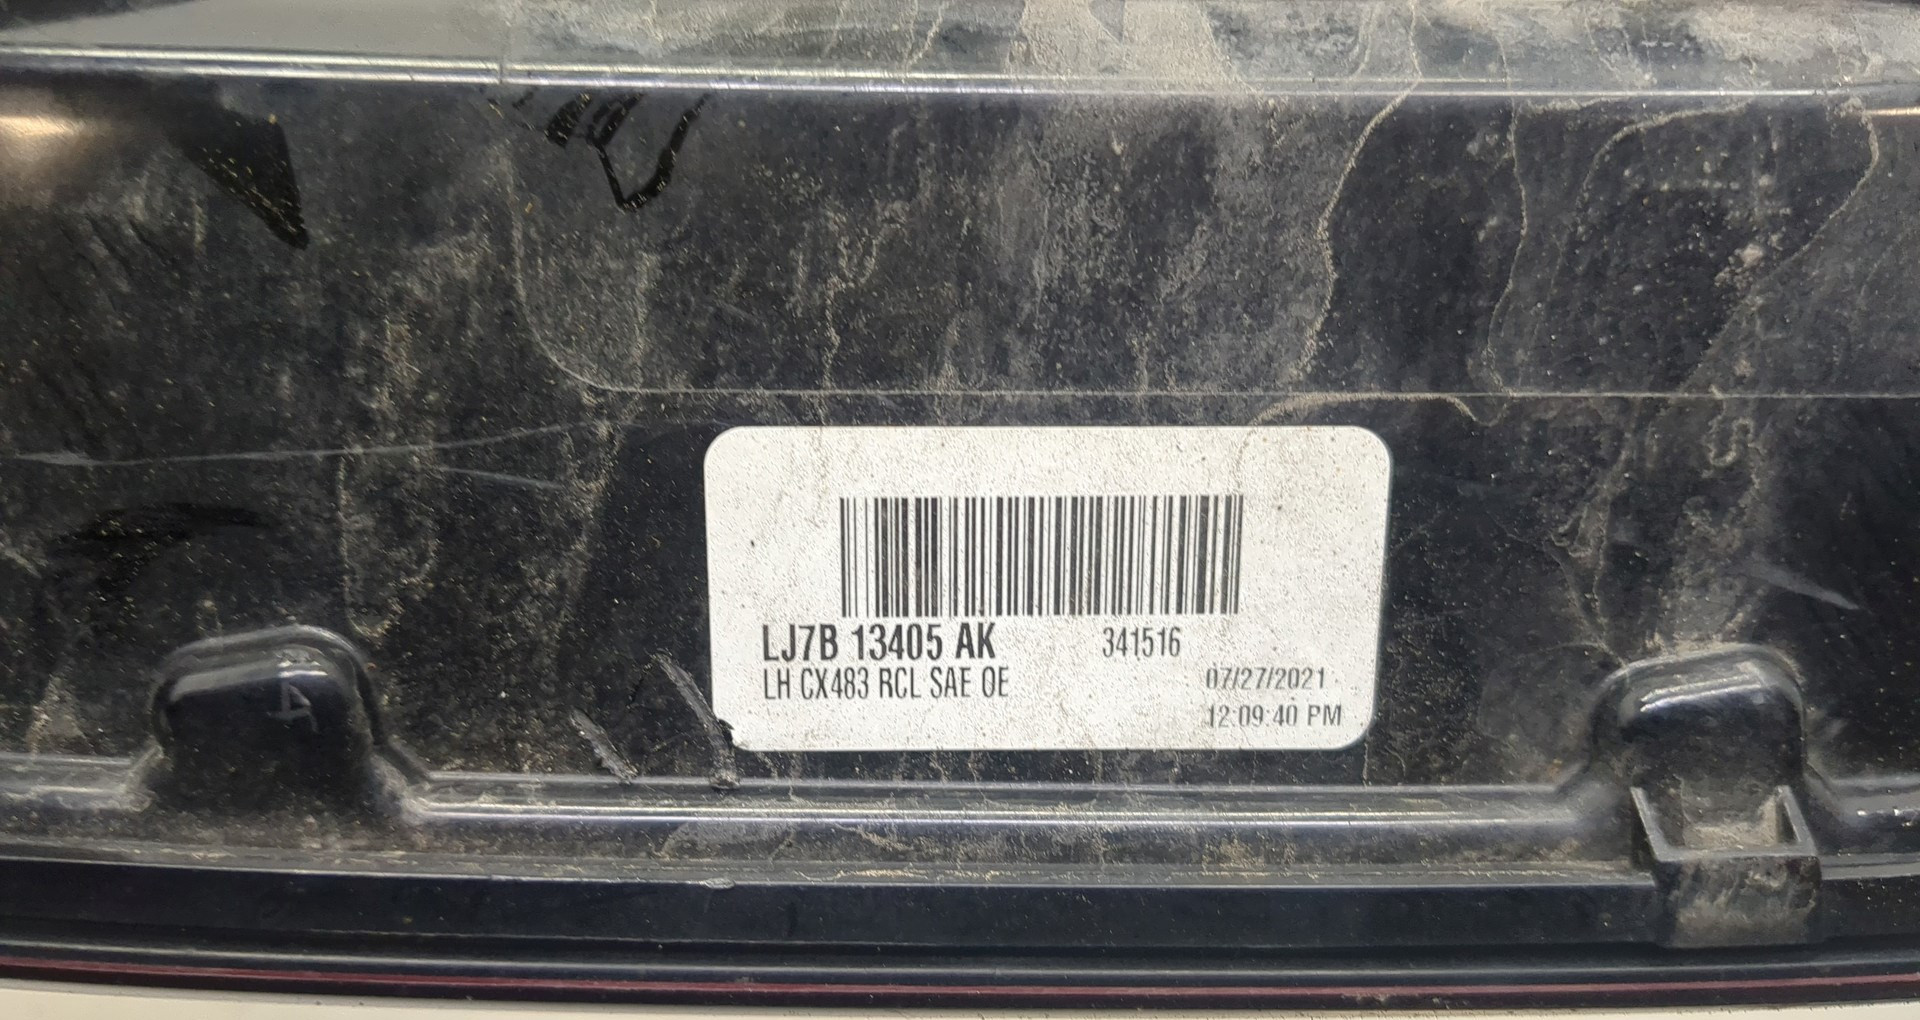 LJ7B 13405 AK 341516
LH CX483 RCL SAE OE 07/27/2021
12:09:40 PM